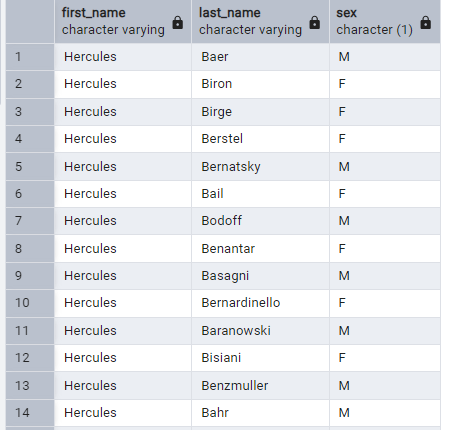 first_name last_name sex
character varying character varying character (1)
1 Hercules Baer M
2 Hercules Biron F
3 Hercules Birge F
4 Hercules Berstel F
5 Hercules Bernatsky M
6 Hercules Bail F
7 Hercules Bodoff M
8 Hercules Benantar F
9 Hercules Basagni M
10 Hercules Bernardinello F
11 Hercules Baranowski M
12 Hercules Bisiani F
13 Hercules Benzmuller M
14 Hercules Bahr M